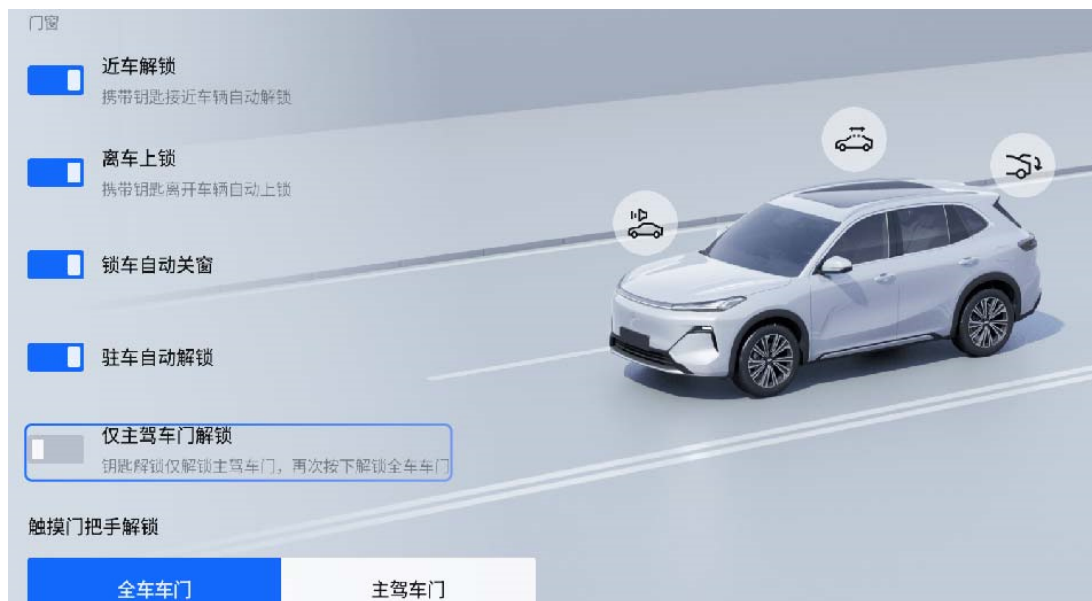 门窗
近车解锁
携带钥匙接近车辆自动解锁
离车上锁
携带钥匙离开车辆自动上锁
锁车自动关窗
驻车自动解锁
仅主驾车门解锁
钥匙解锁仅解锁主驾车门，再次按下解锁全车车门
触摸门把手解锁
全车车门
主驾车门